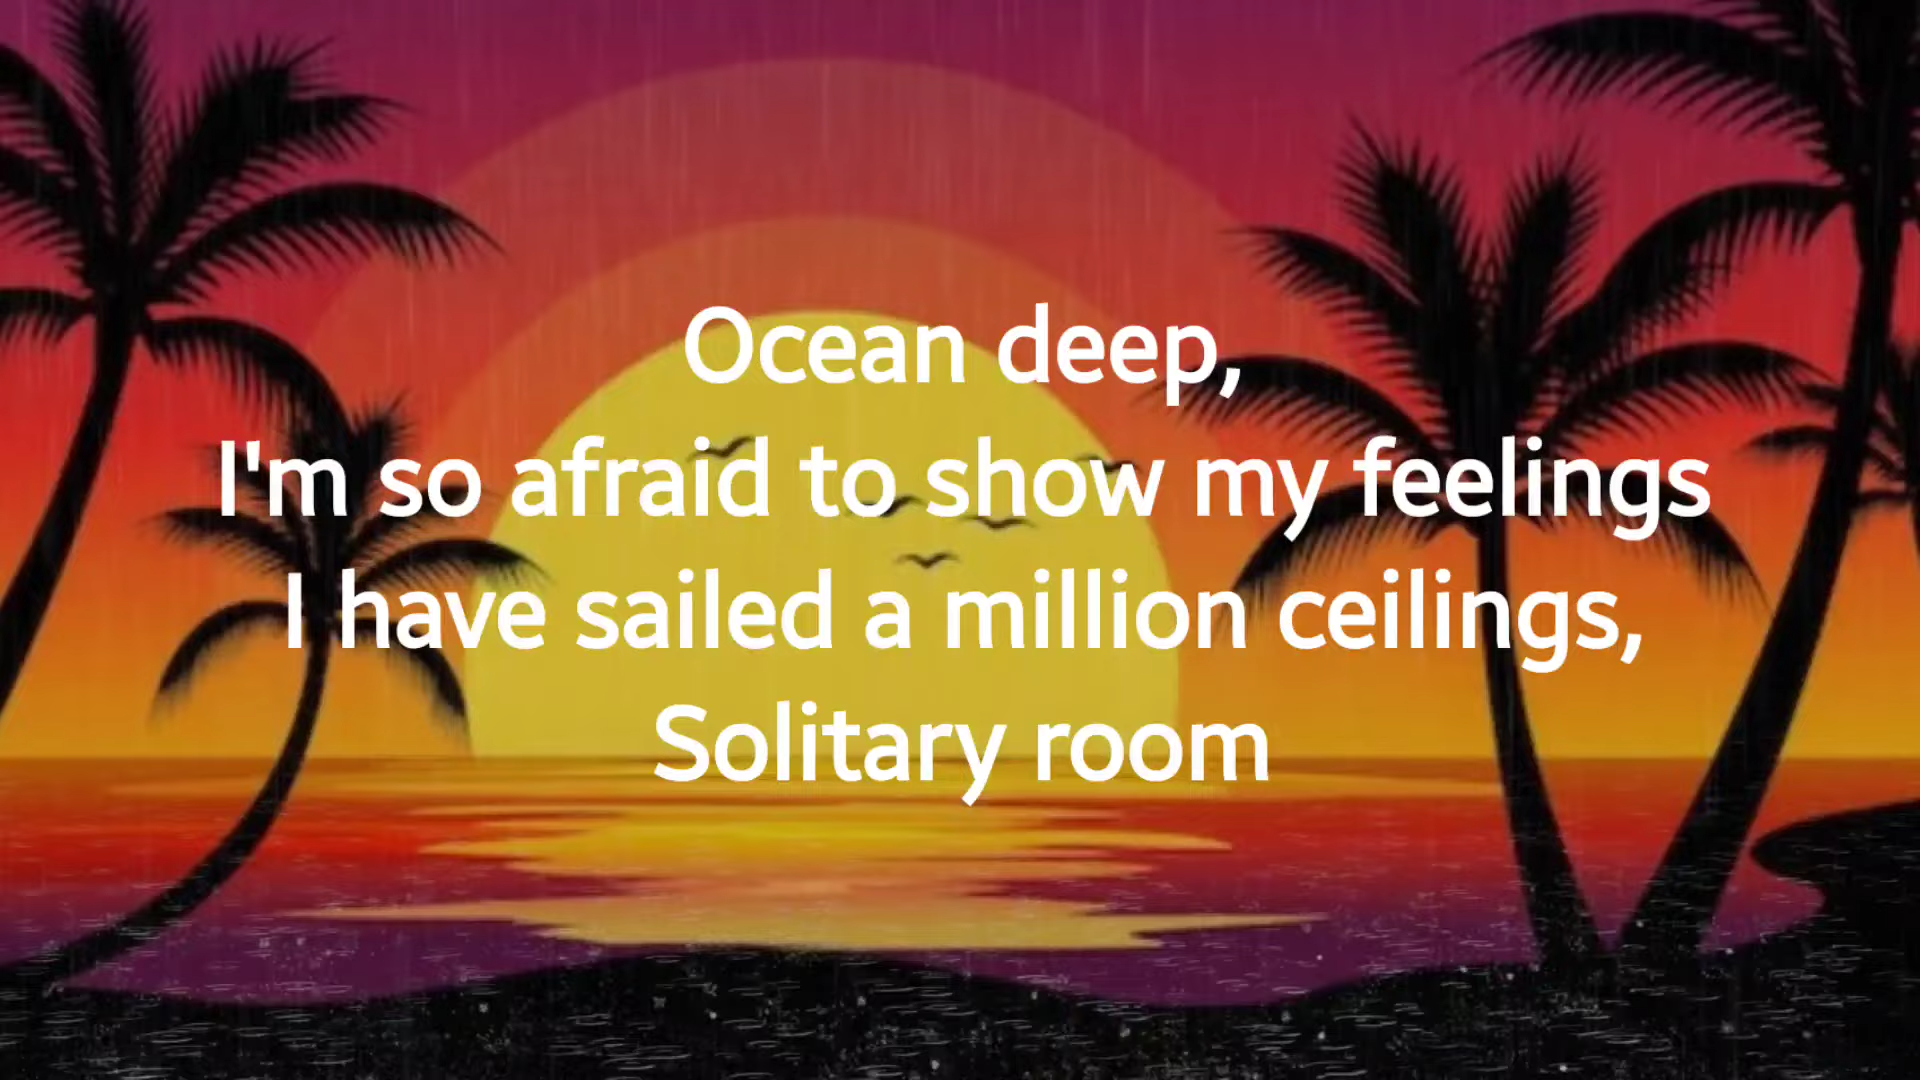 Ocean deep,
I'm so afraid to show my feelings
I have sailed a million ceilings,
Solitary room